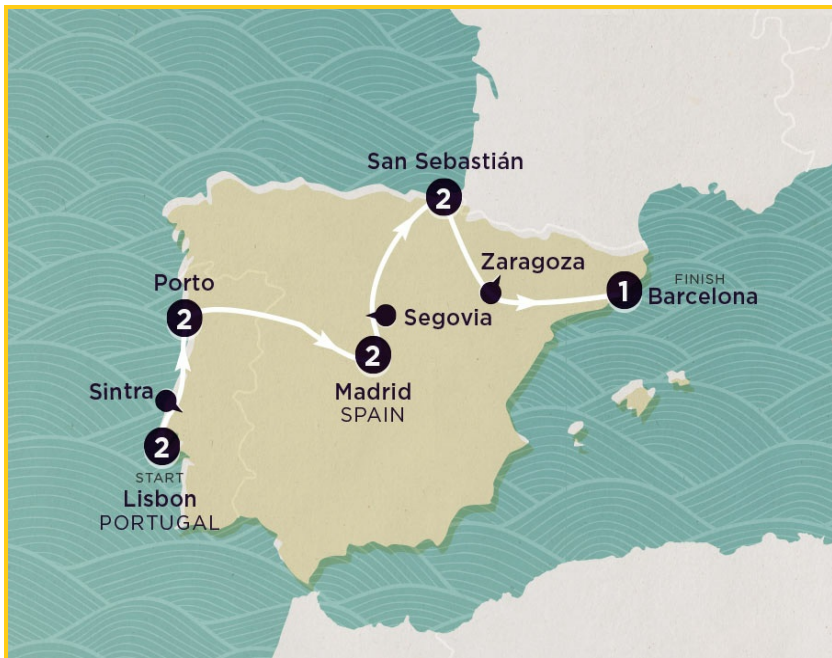 San Sebastián
2
Zaragoza
Porto
2
1
FINISH
Barcelona
Segovia
2
Madrid
SPAIN
Sintra
2
START
Lisbon
PORTUGAL